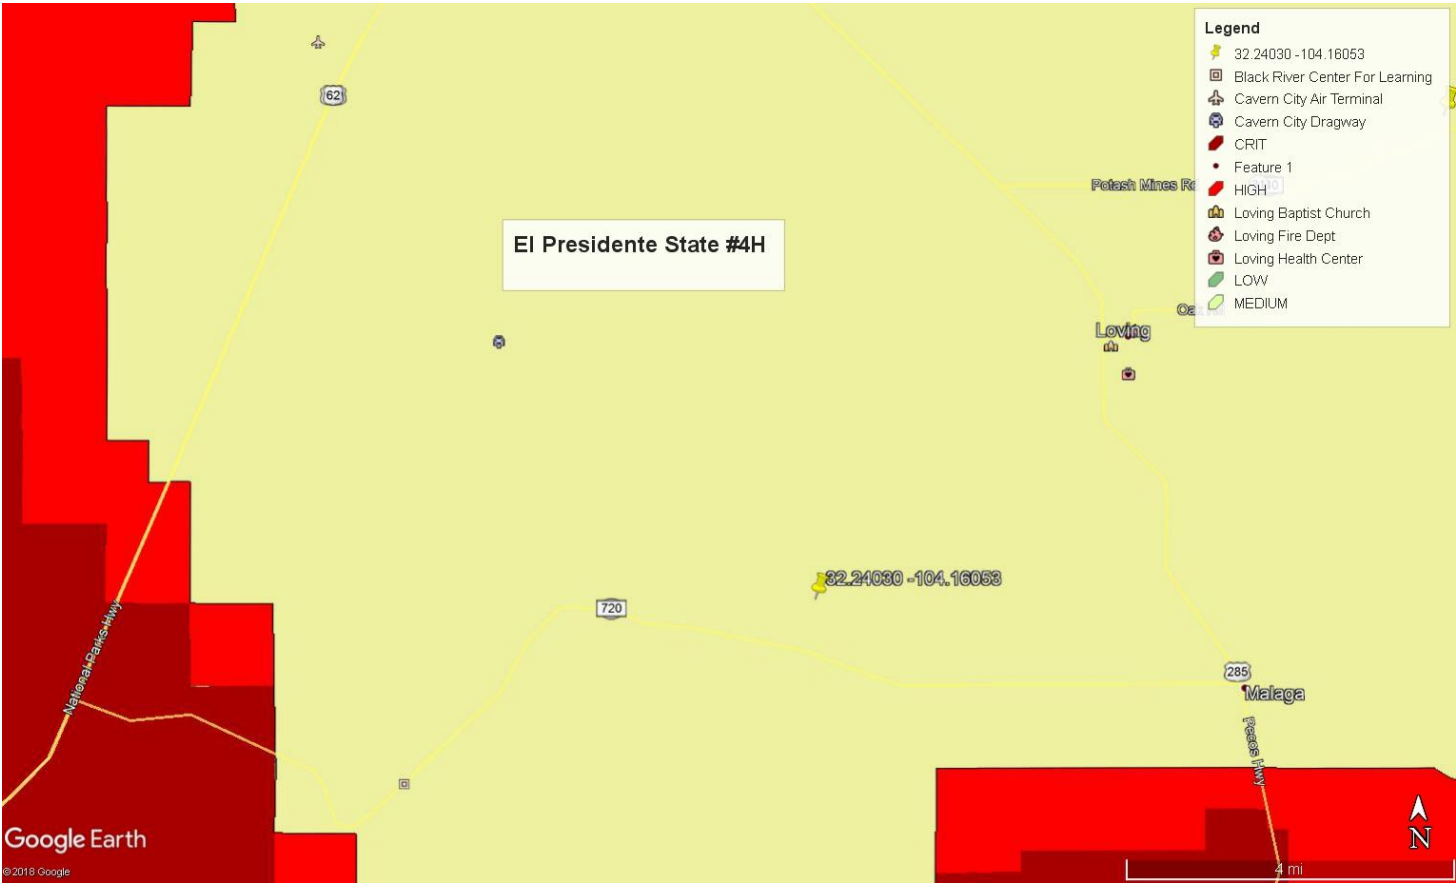 Legend
32.24030 -104.16053
Black River Center For Learning
Cavern City Air Terminal
Cavern City Dragway
CRIT
Feature 1
HIGH
Loving Baptist Church
Loving Fire Dept
Loving Health Center
LOW
MEDIUM
62
Potash Mines
El Presidente State #4H
Loving
32.24030 -104.16053
720
National Parks Hwy
285
Malaga
Pecos Hwy
Google Earth
©2018 Google
N
4 mi